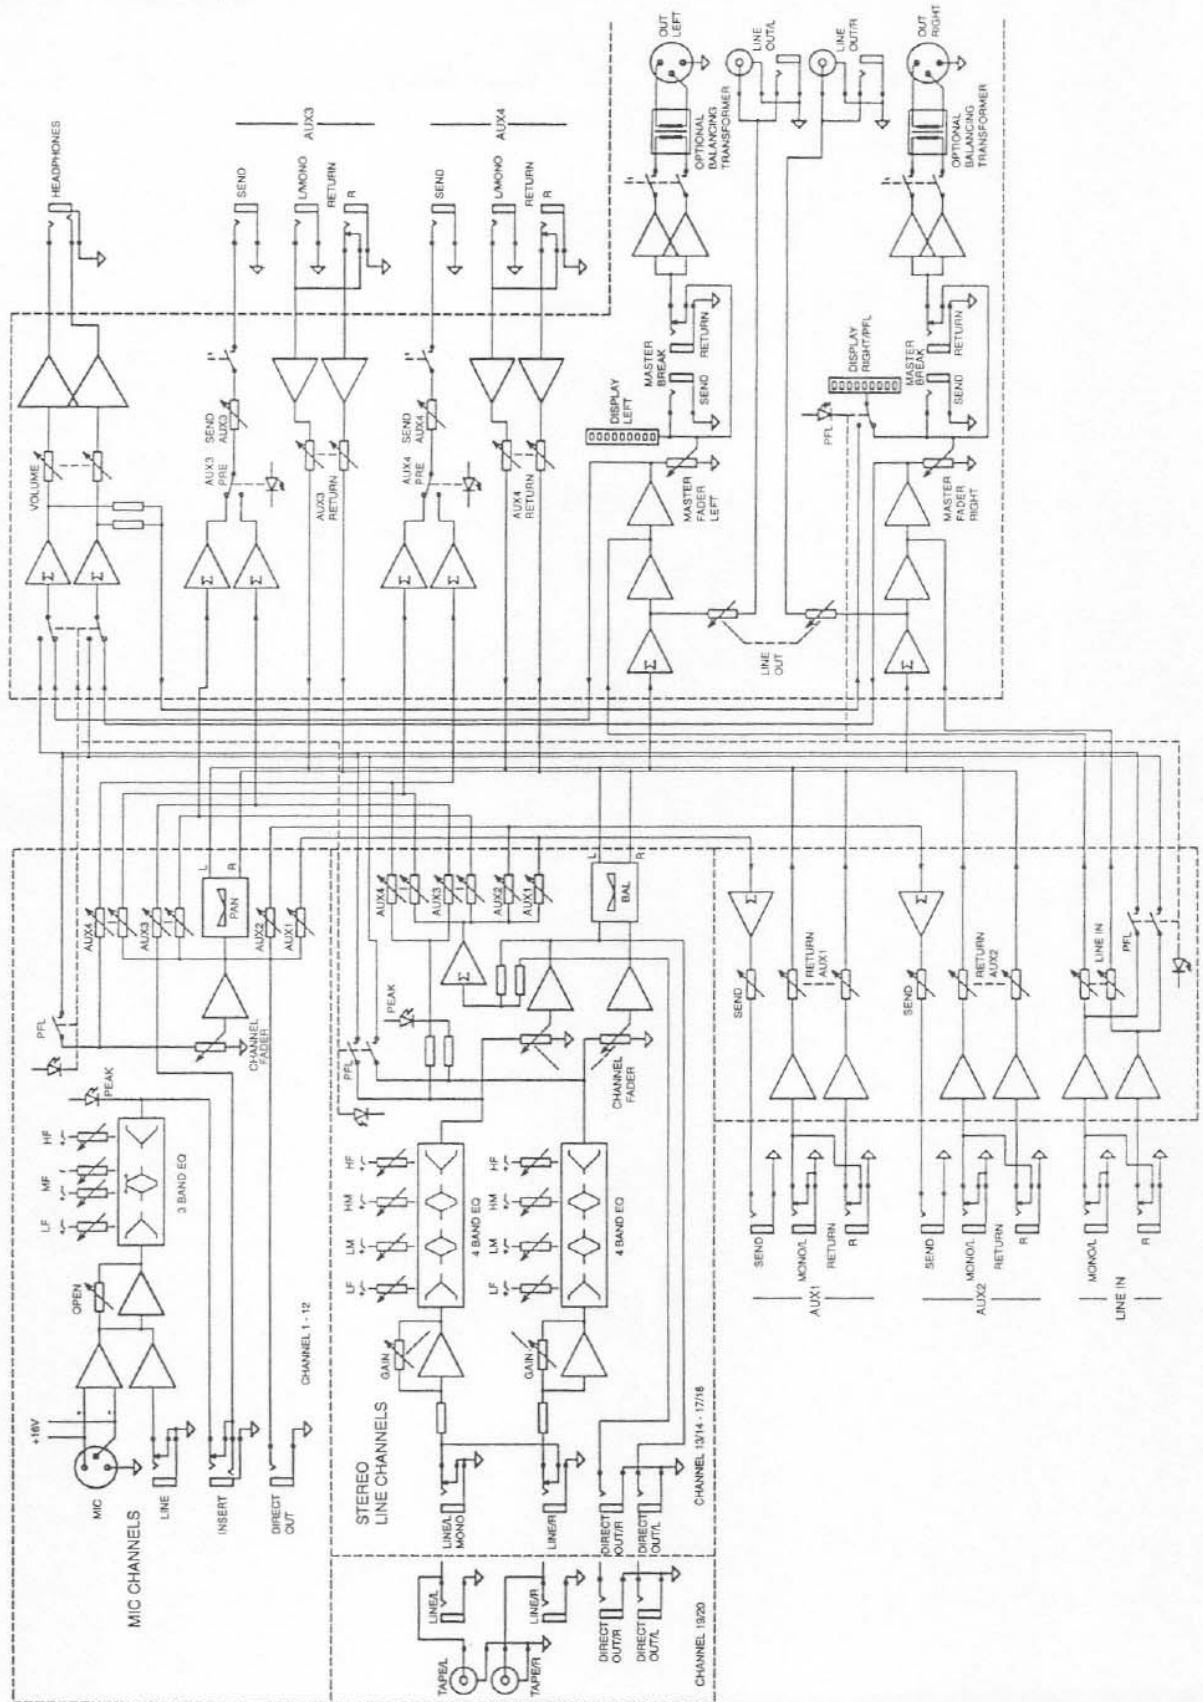 +16V
MIC
MIC CHANNELS
LINE
INSERT
DIRECT
OUT
CHANNEL 1 - 12
OPEN
LF
MF
HF
3 BAND EQ
PEAK
PFL
CHANNEL
FADER
AUX4
AUX3
PAN
L
R
AUX2
AUX1
STEREO
LINE CHANNELS
LINE/L
MONO
LINE/R
DIRECT
OUT/R
DIRECT
OUT/L
CHANNEL 13/14 - 17/18
GAIN
GAIN
LF
LM
HM
HF
4 BAND EQ
LF
LM
HM
HF
4 BAND EQ
PFL
PEAK
CHANNEL
FADER
Σ
AUX4
AUX3
AUX2
AUX1
BAL
L
R
TAPE/L
TAPE/R
LINE/L
LINE/R
DIRECT
OUT/R
DIRECT
OUT/L
CHANNEL 19/20
SEND
MONO/L
RETURN
R
AUX1
SEND
MONO/L
RETURN
R
AUX2
MONO/L
R
LINE IN
SEND
RETURN
AUX1
SEND
RETURN
AUX2
LINE IN
PFL
Σ
Σ
HEADPHONES
VOLUME
Σ
Σ
AUX3
SEND
L/MONO
RETURN
R
AUX3
PRE
SEND
AUX3
AUX3
RETURN
Σ
Σ
AUX4
SEND
L/MONO
RETURN
R
AUX4
PRE
SEND
AUX4
AUX4
RETURN
Σ
Σ
OUT
LEFT
LINE
OUT/L
LINE
OUT/R
OUT
RIGHT
OPTIONAL
BALANCING
TRANSFORMER
OPTIONAL
BALANCING
TRANSFORMER
MASTER
BREAK
SEND
RETURN
DISPLAY
LEFT
MASTER
FADER
LEFT
DISPLAY
RIGHT/PFL
MASTER
BREAK
SEND
RETURN
PFL
MASTER
FADER
RIGHT
LINE
OUT
Σ
Σ